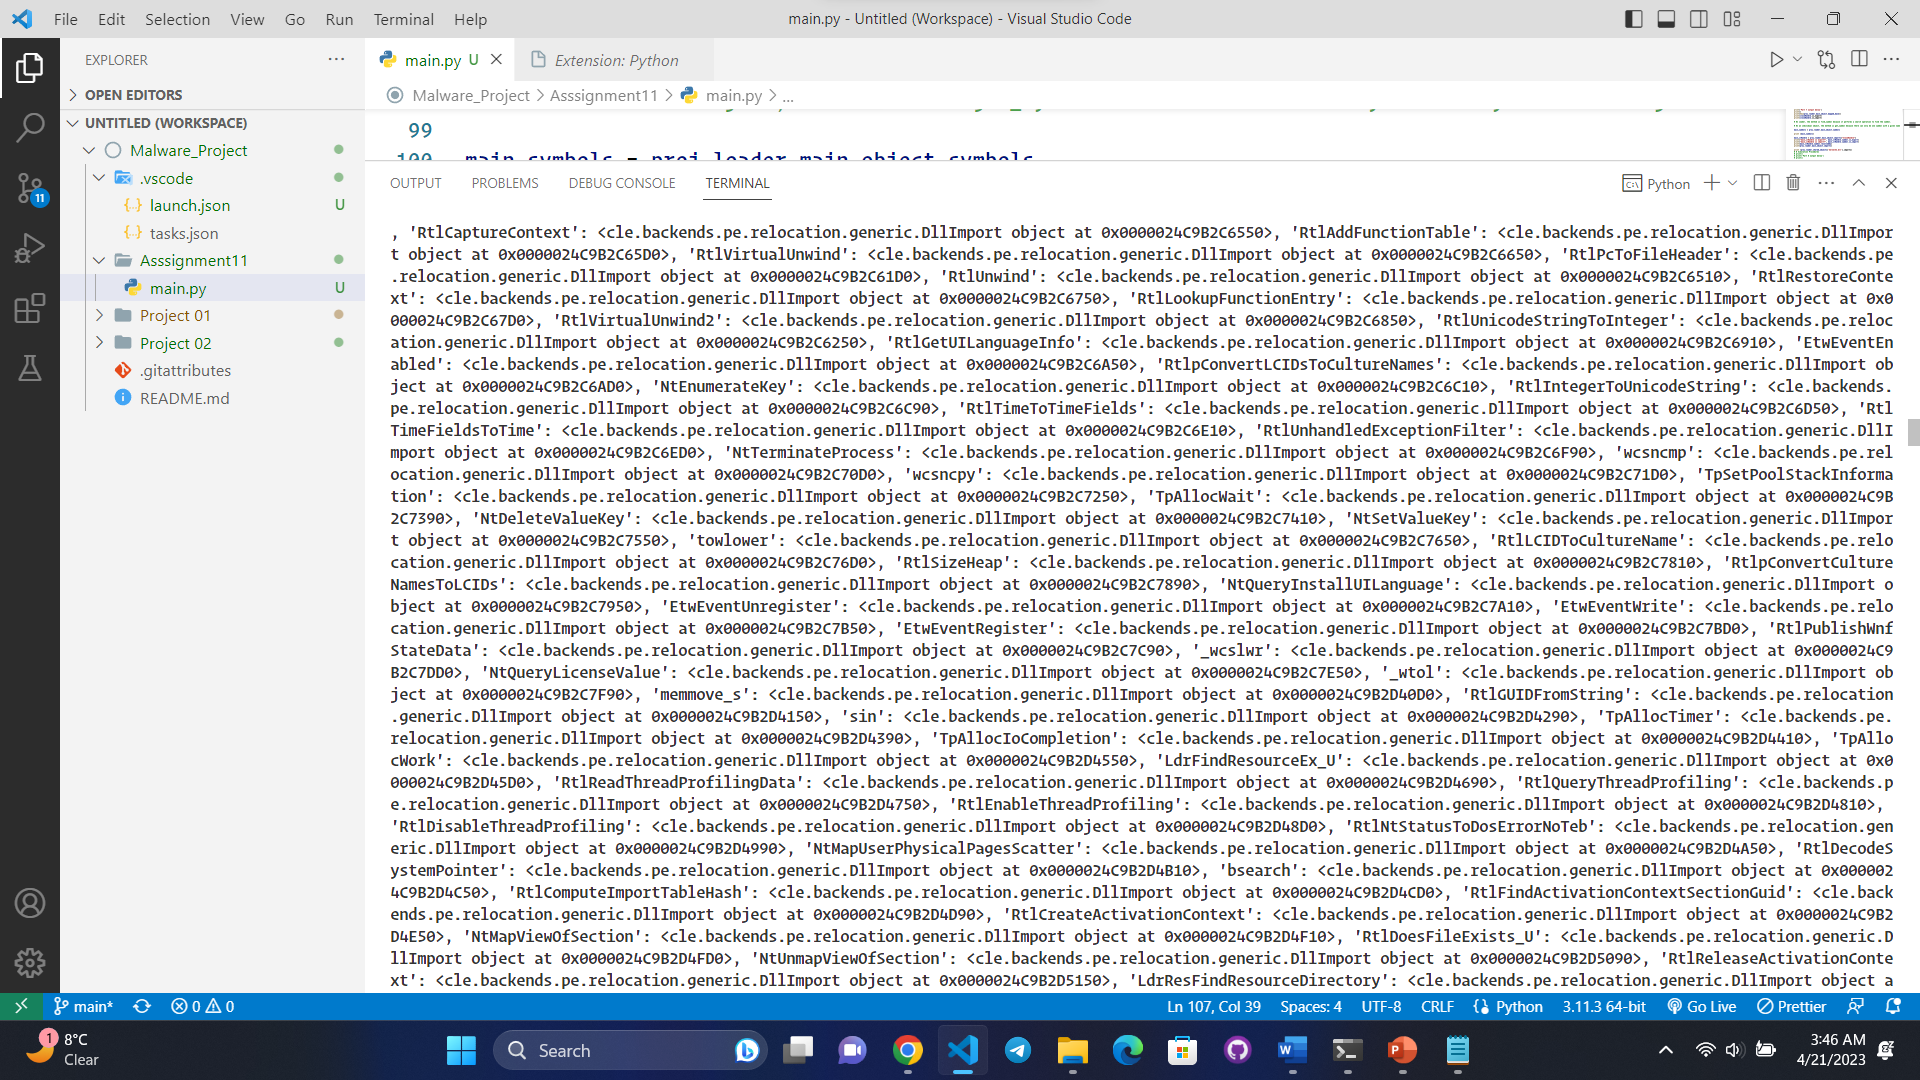 File Edit Selection View Go Run Terminal Help
main.py - Untitled (Workspace) - Visual Studio Code
EXPLORER
OPEN EDITORS
UNTITLED (WORKSPACE)
Malware_Project
.vscode
launch.json U
tasks.json
Asssignment11
main.py U
Project 01
Project 02
.gitattributes
README.md
11
main.py U
Extension: Python
Malware_Project > Asssignment11 > main.py > ...
99
100 main_symbols = proj.loader.main_object.symbols
OUTPUT PROBLEMS DEBUG CONSOLE TERMINAL
Python
, 'RtlCaptureContext': <cle.backends.pe.relocation.generic.DllImport object at 0x0000024C9B2C6550>, 'RtlAddFunctionTable': <cle.backends.pe.relocation.generic.DllImpor
t object at 0x0000024C9B2C65D0>, 'RtlVirtualUnwind': <cle.backends.pe.relocation.generic.DllImport object at 0x0000024C9B2C6650>, 'RtlPcToFileHeader': <cle.backends.pe
.relocation.generic.DllImport object at 0x0000024C9B2C61D0>, 'RtlUnwind': <cle.backends.pe.relocation.generic.DllImport object at 0x0000024C9B2C6510>, 'RtlRestoreConte
xt': <cle.backends.pe.relocation.generic.DllImport object at 0x0000024C9B2C6750>, 'RtlLookupFunctionEntry': <cle.backends.pe.relocation.generic.DllImport object at 0x0
000024C9B2C67D0>, 'RtlVirtualUnwind2': <cle.backends.pe.relocation.generic.DllImport object at 0x0000024C9B2C6850>, 'RtlUnicodeStringToInteger': <cle.backends.pe.reloc
ation.generic.DllImport object at 0x0000024C9B2C6250>, 'RtlGetUILanguageInfo': <cle.backends.pe.relocation.generic.DllImport object at 0x0000024C9B2C6910>, 'EtwEventEn
abled': <cle.backends.pe.relocation.generic.DllImport object at 0x0000024C9B2C6A50>, 'RtlpConvertLCIDsToCultureNames': <cle.backends.pe.relocation.generic.DllImport ob
ject at 0x0000024C9B2C6AD0>, 'NtEnumerateKey': <cle.backends.pe.relocation.generic.DllImport object at 0x0000024C9B2C6C10>, 'RtlIntegerToUnicodeString': <cle.backends.
pe.relocation.generic.DllImport object at 0x0000024C9B2C6C90>, 'RtlTimeToTimeFields': <cle.backends.pe.relocation.generic.DllImport object at 0x0000024C9B2C6D50>, 'Rtl
TimeFieldsToTime': <cle.backends.pe.relocation.generic.DllImport object at 0x0000024C9B2C6E10>, 'RtlUnhandledExceptionFilter': <cle.backends.pe.relocation.generic.DllI
mport object at 0x0000024C9B2C6ED0>, 'NtTerminateProcess': <cle.backends.pe.relocation.generic.DllImport object at 0x0000024C9B2C6F90>, 'wcsncmp': <cle.backends.pe.rel
ocation.generic.DllImport object at 0x0000024C9B2C70D0>, 'wcsncpy': <cle.backends.pe.relocation.generic.DllImport object at 0x0000024C9B2C71D0>, 'TpSetPoolStackInforma
tion': <cle.backends.pe.relocation.generic.DllImport object at 0x0000024C9B2C7250>, 'TpAllocWait': <cle.backends.pe.relocation.generic.DllImport object at 0x0000024C9B
2C7390>, 'NtDeleteValueKey': <cle.backends.pe.relocation.generic.DllImport object at 0x0000024C9B2C7410>, 'NtSetValueKey': <cle.backends.pe.relocation.generic.DllImpor
t object at 0x0000024C9B2C7550>, 'towlower': <cle.backends.pe.relocation.generic.DllImport object at 0x0000024C9B2C7650>, 'RtlLCIDToCultureName': <cle.backends.pe.relo
cation.generic.DllImport object at 0x0000024C9B2C76D0>, 'RtlSizeHeap': <cle.backends.pe.relocation.generic.DllImport object at 0x0000024C9B2C7810>, 'RtlpConvertCulture
NamesToLCIDs': <cle.backends.pe.relocation.generic.DllImport object at 0x0000024C9B2C7890>, 'NtQueryInstallUILanguage': <cle.backends.pe.relocation.generic.DllImport o
bject at 0x0000024C9B2C7950>, 'EtwEventUnregister': <cle.backends.pe.relocation.generic.DllImport object at 0x0000024C9B2C7A10>, 'EtwEventWrite': <cle.backends.pe.relo
cation.generic.DllImport object at 0x0000024C9B2C7B50>, 'EtwEventRegister': <cle.backends.pe.relocation.generic.DllImport object at 0x0000024C9B2C7BD0>, 'RtlPublishWnf
StateData': <cle.backends.pe.relocation.generic.DllImport object at 0x0000024C9B2C7C90>, '_wcslwr': <cle.backends.pe.relocation.generic.DllImport object at 0x0000024C9
B2C7DD0>, 'NtQueryLicenseValue': <cle.backends.pe.relocation.generic.DllImport object at 0x0000024C9B2C7E50>, '_wtol': <cle.backends.pe.relocation.generic.DllImport ob
ject at 0x0000024C9B2C7F90>, 'memmove_s': <cle.backends.pe.relocation.generic.DllImport object at 0x0000024C9B2D40D0>, 'RtlGUIDFromString': <cle.backends.pe.relocation
.generic.DllImport object at 0x0000024C9B2D4150>, 'sin': <cle.backends.pe.relocation.generic.DllImport object at 0x0000024C9B2D4290>, 'TpAllocTimer': <cle.backends.pe.
relocation.generic.DllImport object at 0x0000024C9B2D4390>, 'TpAllocIoCompletion': <cle.backends.pe.relocation.generic.DllImport object at 0x0000024C9B2D4410>, 'TpAllo
cWork': <cle.backends.pe.relocation.generic.DllImport object at 0x0000024C9B2D4550>, 'LdrFindResourceEx_U': <cle.backends.pe.relocation.generic.DllImport object at 0x0
000024C9B2D45D0>, 'RtlReadThreadProfilingData': <cle.backends.pe.relocation.generic.DllImport object at 0x0000024C9B2D4690>, 'RtlQueryThreadProfiling': <cle.backends.p
e.relocation.generic.DllImport object at 0x0000024C9B2D4750>, 'RtlEnableThreadProfiling': <cle.backends.pe.relocation.generic.DllImport object at 0x0000024C9B2D4810>,
'RtlDisableThreadProfiling': <cle.backends.pe.relocation.generic.DllImport object at 0x0000024C9B2D48D0>, 'RtlNtStatusToDosErrorNoTeb': <cle.backends.pe.relocation.gen
eric.DllImport object at 0x0000024C9B2D4990>, 'NtMapUserPhysicalPagesScatter': <cle.backends.pe.relocation.generic.DllImport object at 0x0000024C9B2D4A50>, 'RtlDecodeS
ystemPointer': <cle.backends.pe.relocation.generic.DllImport object at 0x0000024C9B2D4B10>, 'bsearch': <cle.backends.pe.relocation.generic.DllImport object at 0x000002
4C9B2D4C50>, 'RtlComputeImportTableHash': <cle.backends.pe.relocation.generic.DllImport object at 0x0000024C9B2D4CD0>, 'RtlFindActivationContextSectionGuid': <cle.back
ends.pe.relocation.generic.DllImport object at 0x0000024C9B2D4D90>, 'RtlCreateActivationContext': <cle.backends.pe.relocation.generic.DllImport object at 0x0000024C9B2
D4E50>, 'NtMapViewOfSection': <cle.backends.pe.relocation.generic.DllImport object at 0x0000024C9B2D4F10>, 'RtlDoesFileExists_U': <cle.backends.pe.relocation.generic.D
llImport object at 0x0000024C9B2D4FD0>, 'NtUnmapViewOfSection': <cle.backends.pe.relocation.generic.DllImport object at 0x0000024C9B2D5090>, 'RtlReleaseActivationConte
xt': <cle.backends.pe.relocation.generic.DllImport object at 0x0000024C9B2D5150>, 'LdrResFindResourceDirectory': <cle.backends.pe.relocation.generic.DllImport object a
main* 0 0 Ln 107, Col 39 Spaces: 4 UTF-8 CRLF Python 3.11.3 64-bit Go Live Prettier
1 8°C
Clear
Search
3:46 AM
4/21/2023